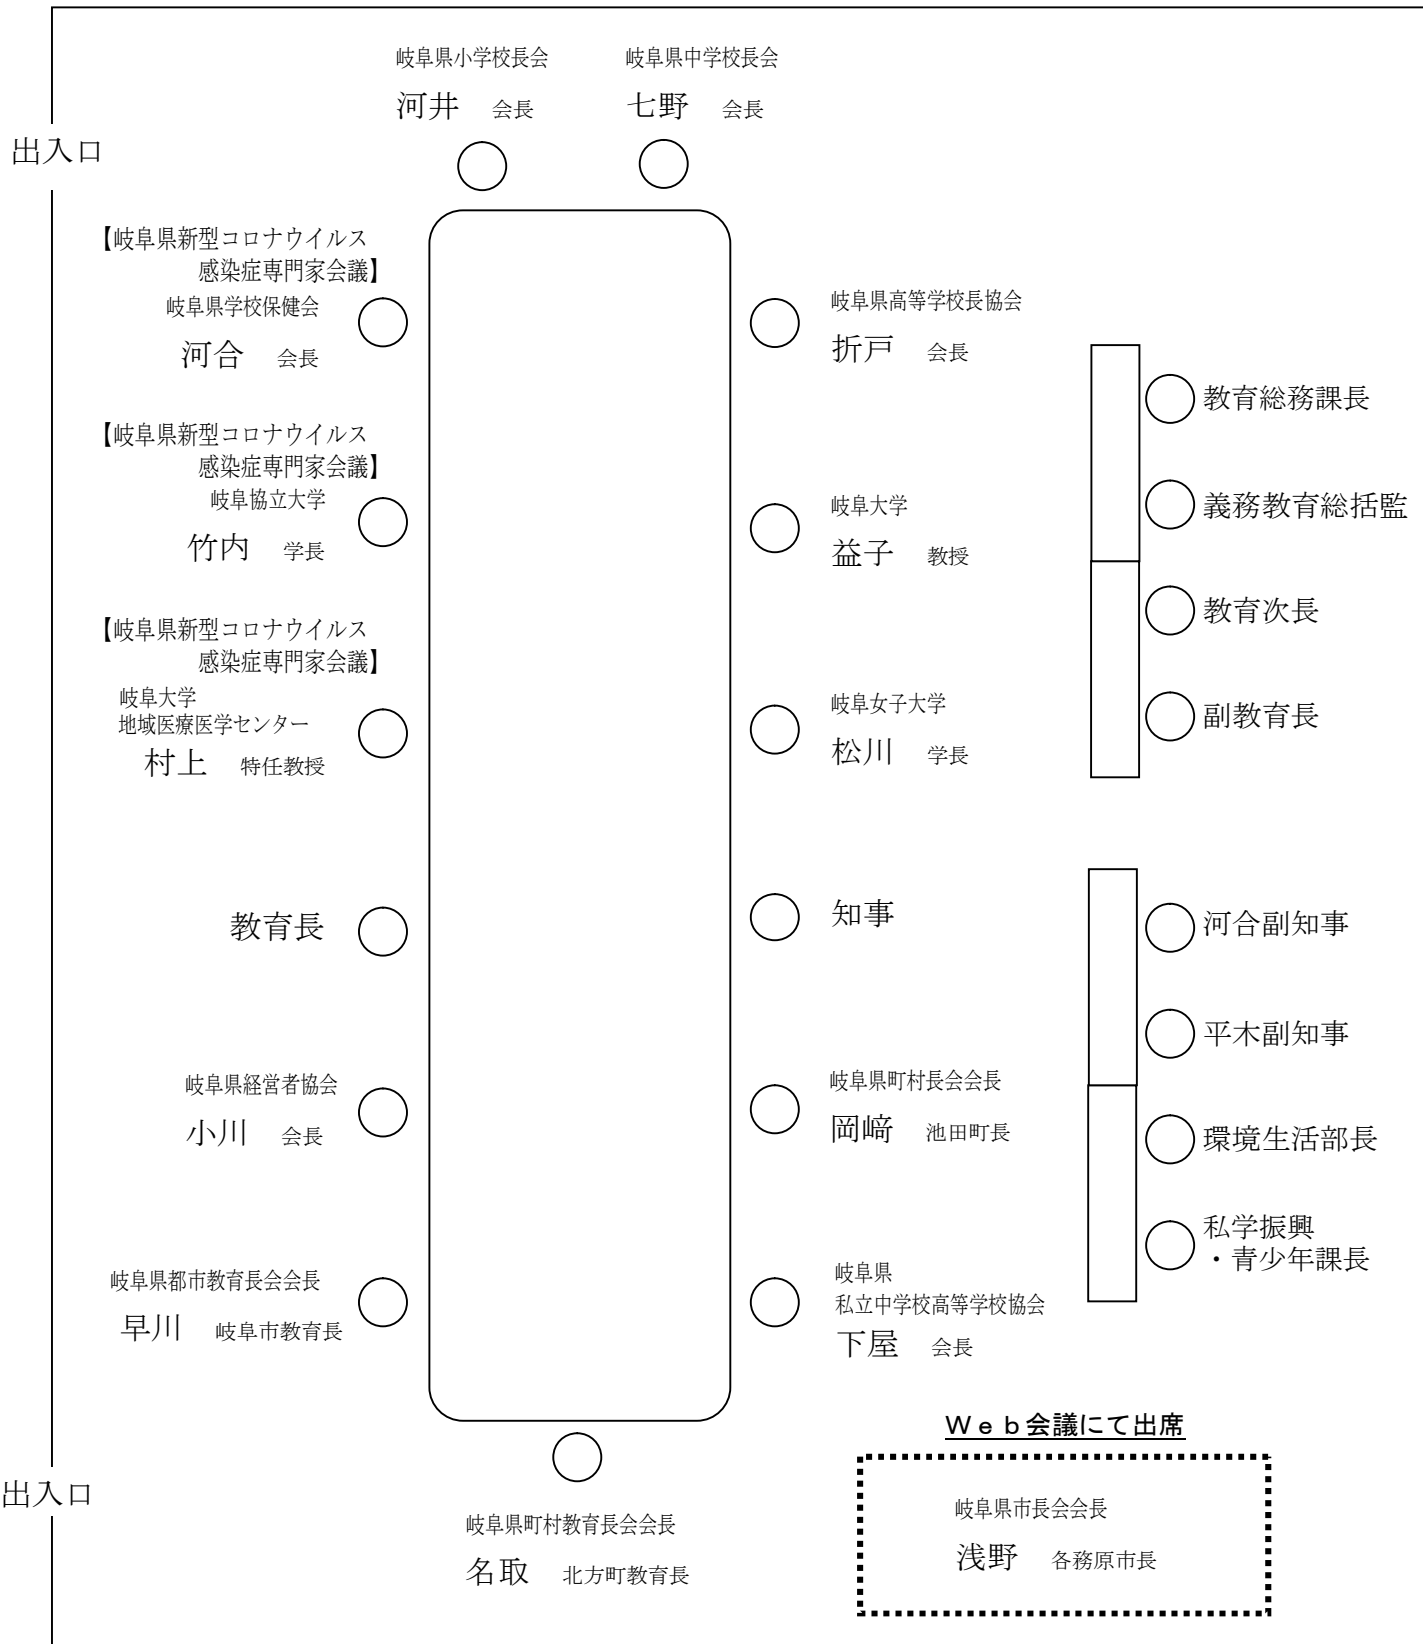 岐阜県小学校長会
河井 会長
岐阜県中学校長会
七野 会長
出入口
【岐阜県新型コロナウイルス
感染症専門家会議】
岐阜県学校保健会
河合 会長
【岐阜県新型コロナウイルス
感染症専門家会議】
岐阜協立大学
竹内 学長
【岐阜県新型コロナウイルス
感染症専門家会議】
岐阜大学
地域医療医学センター
村上 特任教授
教育長
岐阜県経営者協会
小川 会長
岐阜県都市教育長会会長
早川 岐阜市教育長
出入口
岐阜県高等学校長協会
折戸 会長
岐阜大学
益子 教授
岐阜女子大学
松川 学長
知事
岐阜県町村長会会長
岡﨑 池田町長
岐阜県
私立中学校高等学校協会
下屋 会長
教育総務課長
義務教育総括監
教育次長
副教育長
河合副知事
平木副知事
環境生活部長
私学振興
・青少年課長
岐阜県町村教育長会会長
名取 北方町教育長
Ｗｅｂ会議にて出席
岐阜県市長会会長
浅野 各務原市長